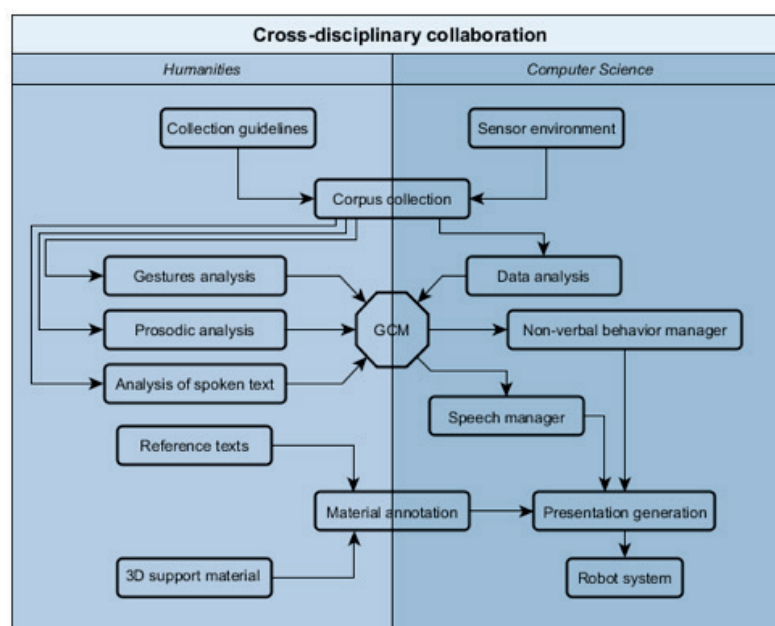 Cross-disciplinary collaboration
Humanities
Computer Science
Collection guidelines
Sensor environment
Corpus collection
Gestures analysis
Data analysis
Prosodic analysis
GCM
Non-verbal behavior manager
Analysis of spoken text
Speech manager
Reference texts
Material annotation
Presentation generation
3D support material
Robot system